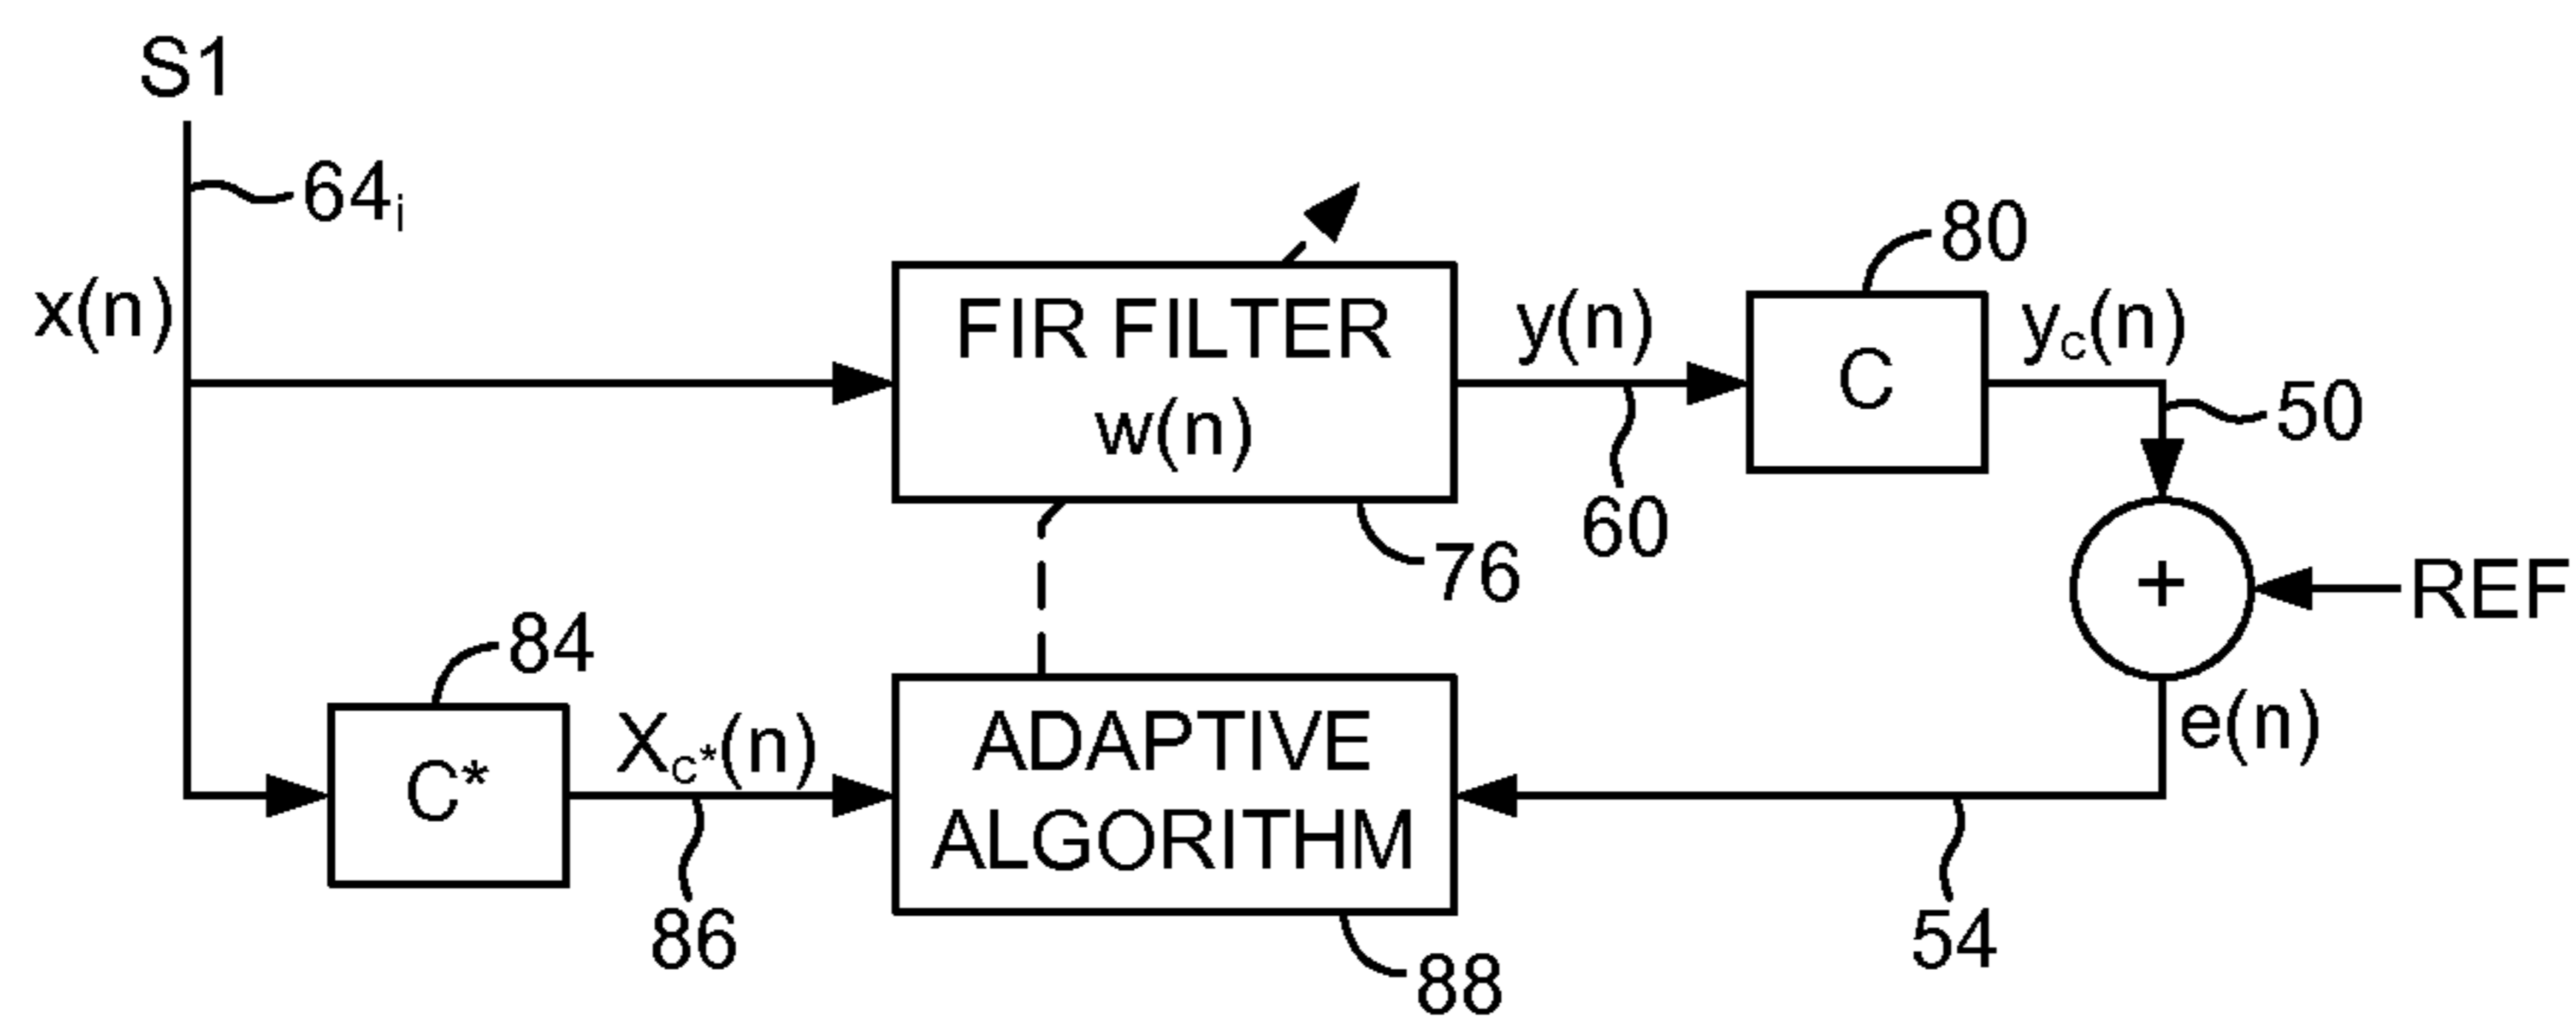 S1
64i
x(n)
FIR FILTER
w(n)
76
y(n)
60
80
C
yC(n)
50
+
REF
e(n)
54
84
C*
XC*(n)
86
ADAPTIVE
ALGORITHM
88